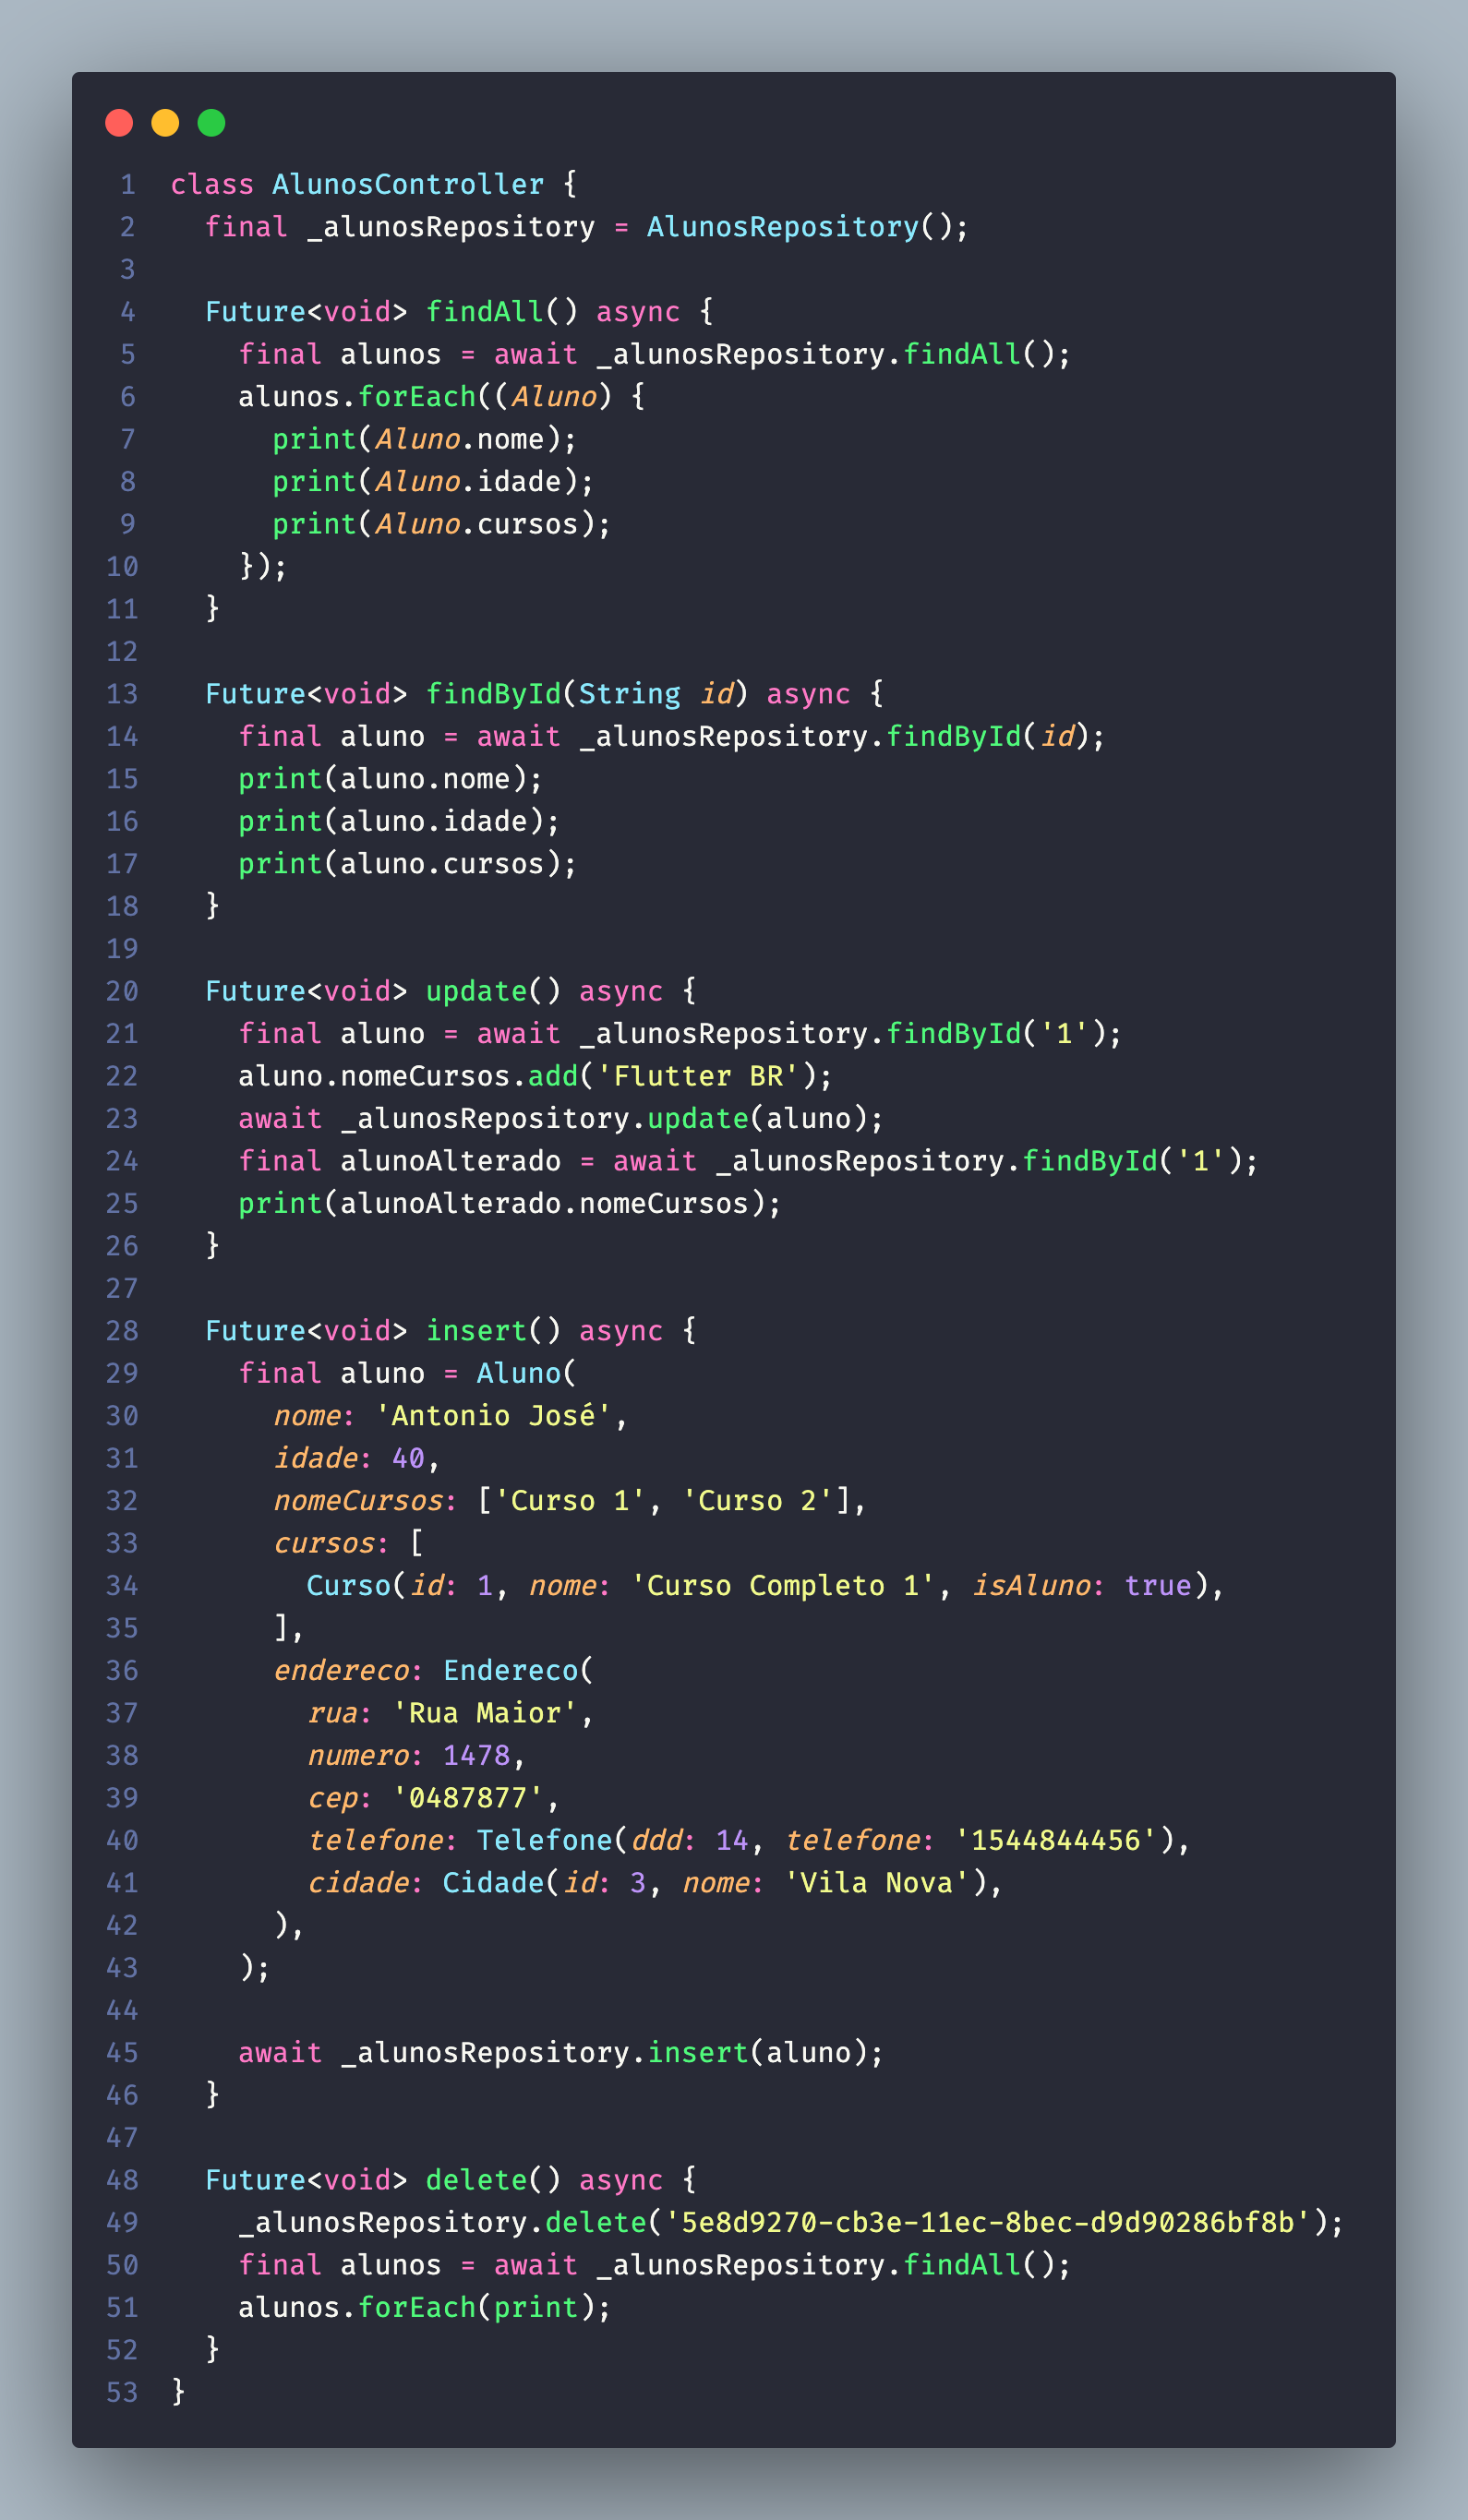 1 class AlunosController {
2   final _alunosRepository = AlunosRepository();
3
4   Future<void> findAll() async {
5     final alunos = await _alunosRepository.findAll();
6     alunos.forEach((Aluno) {
7       print(Aluno.nome);
8       print(Aluno.idade);
9       print(Aluno.cursos);
10     });
11   }
12
13   Future<void> findById(String id) async {
14     final aluno = await _alunosRepository.findById(id);
15     print(aluno.nome);
16     print(aluno.idade);
17     print(aluno.cursos);
18   }
19
20   Future<void> update() async {
21     final aluno = await _alunosRepository.findById('1');
22     aluno.nomeCursos.add('Flutter BR');
23     await _alunosRepository.update(aluno);
24     final alunoAlterado = await _alunosRepository.findById('1');
25     print(alunoAlterado.nomeCursos);
26   }
27
28   Future<void> insert() async {
29     final aluno = Aluno(
30       nome: 'Antonio José',
31       idade: 40,
32       nomeCursos: ['Curso 1', 'Curso 2'],
33       cursos: [
34         Curso(id: 1, nome: 'Curso Completo 1', isAluno: true),
35       ],
36       endereco: Endereco(
37         rua: 'Rua Maior',
38         numero: 1478,
39         cep: '0487877',
40         telefone: Telefone(ddd: 14, telefone: '1544844456'),
41         cidade: Cidade(id: 3, nome: 'Vila Nova'),
42       ),
43     );
44
45     await _alunosRepository.insert(aluno);
46   }
47
48   Future<void> delete() async {
49     _alunosRepository.delete('5e8d9270-cb3e-11ec-8bec-d9d90286bf8b');
50     final alunos = await _alunosRepository.findAll();
51     alunos.forEach(print);
52   }
53 }